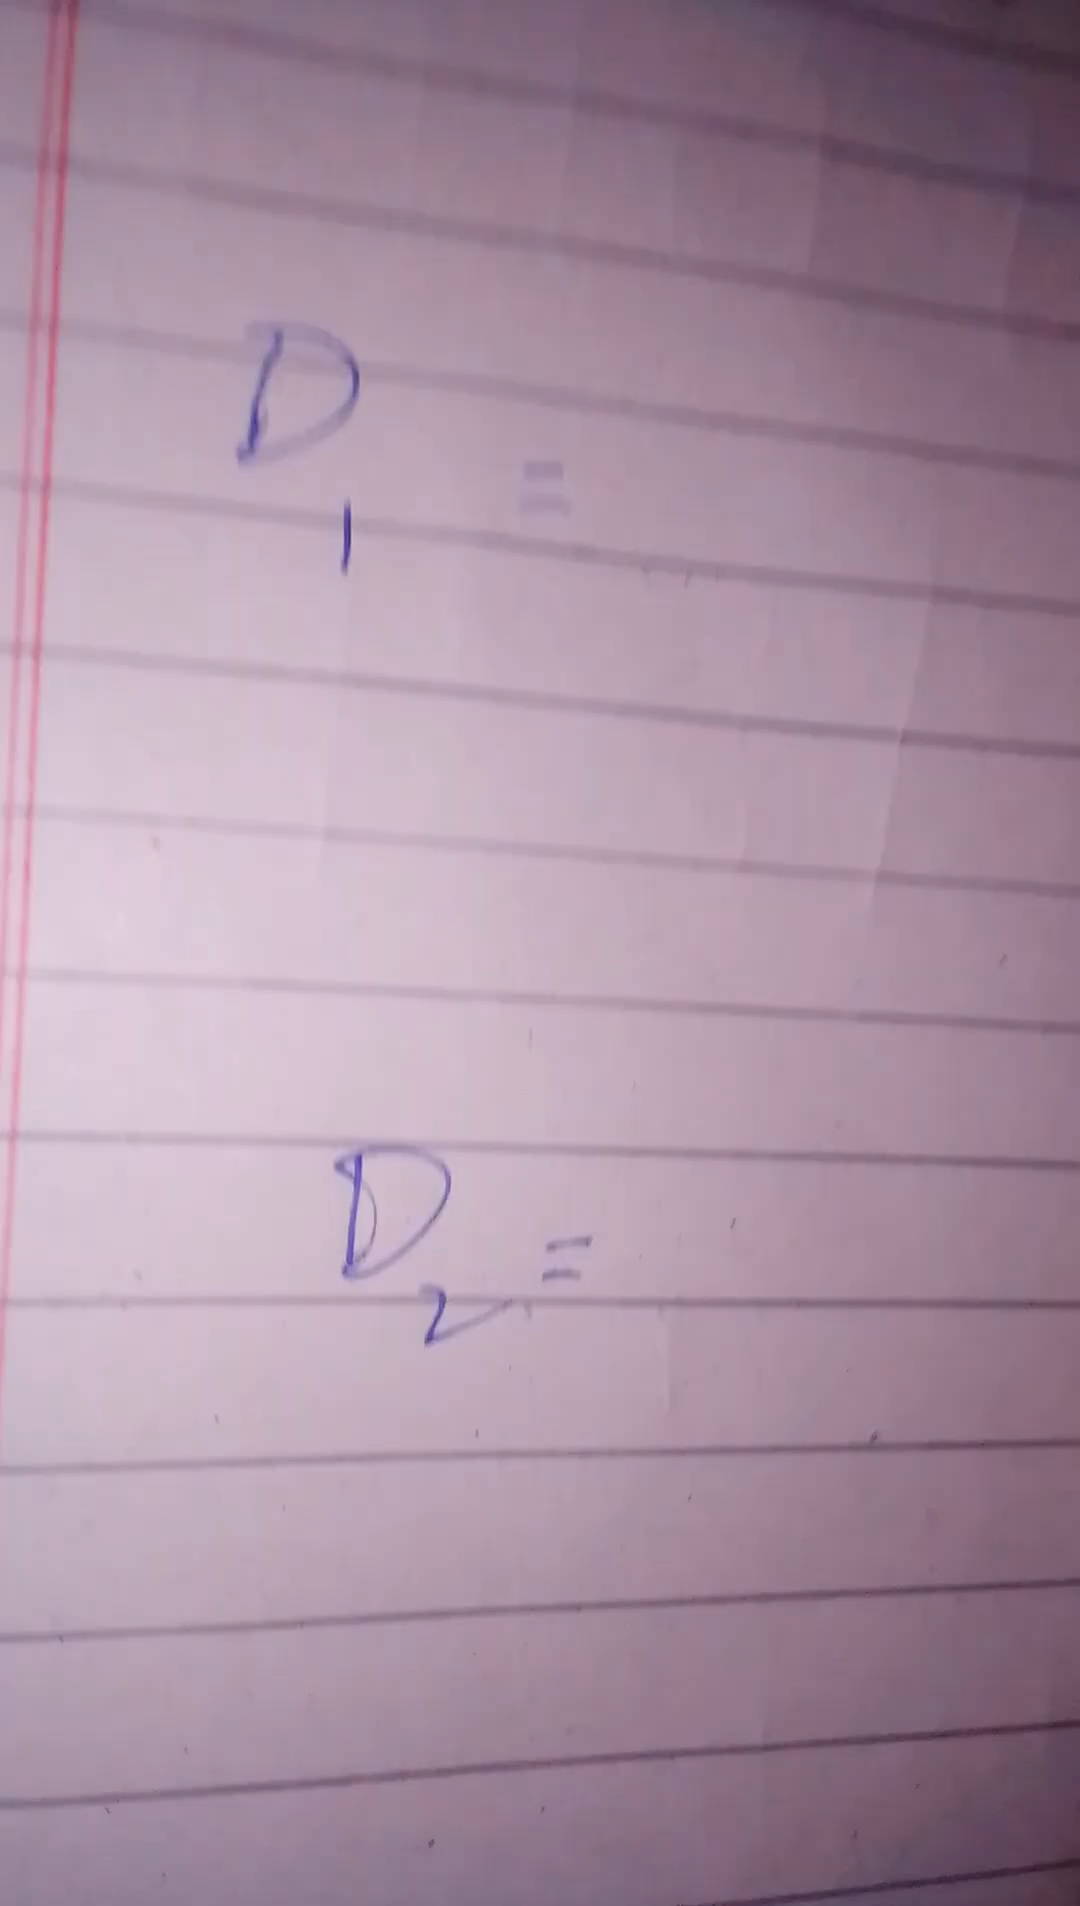 D₁ =
D₂ =